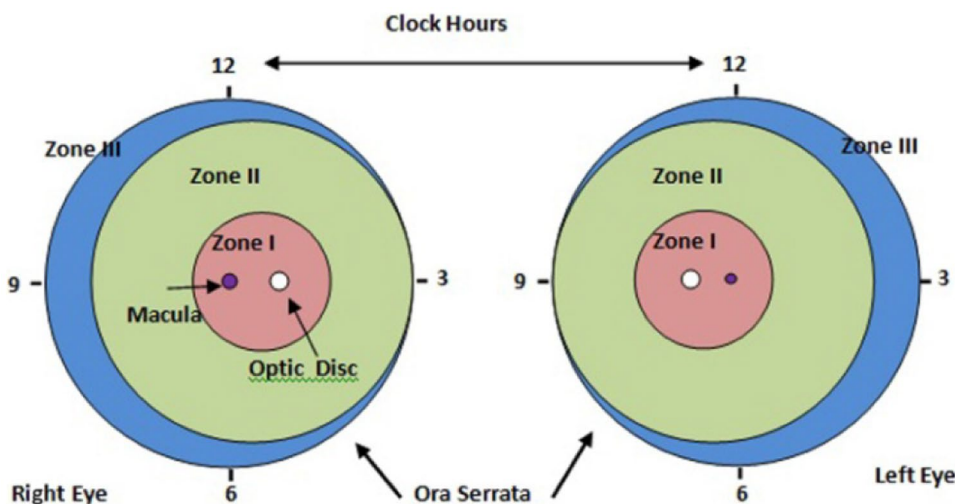 Clock Hours
12
12
Zone III
Zone III
Zone II
Zone II
Zone I
Zone I
9
3
9
3
Macula
Optic Disc
Right Eye
6
Ora Serrata
6
Left Eye